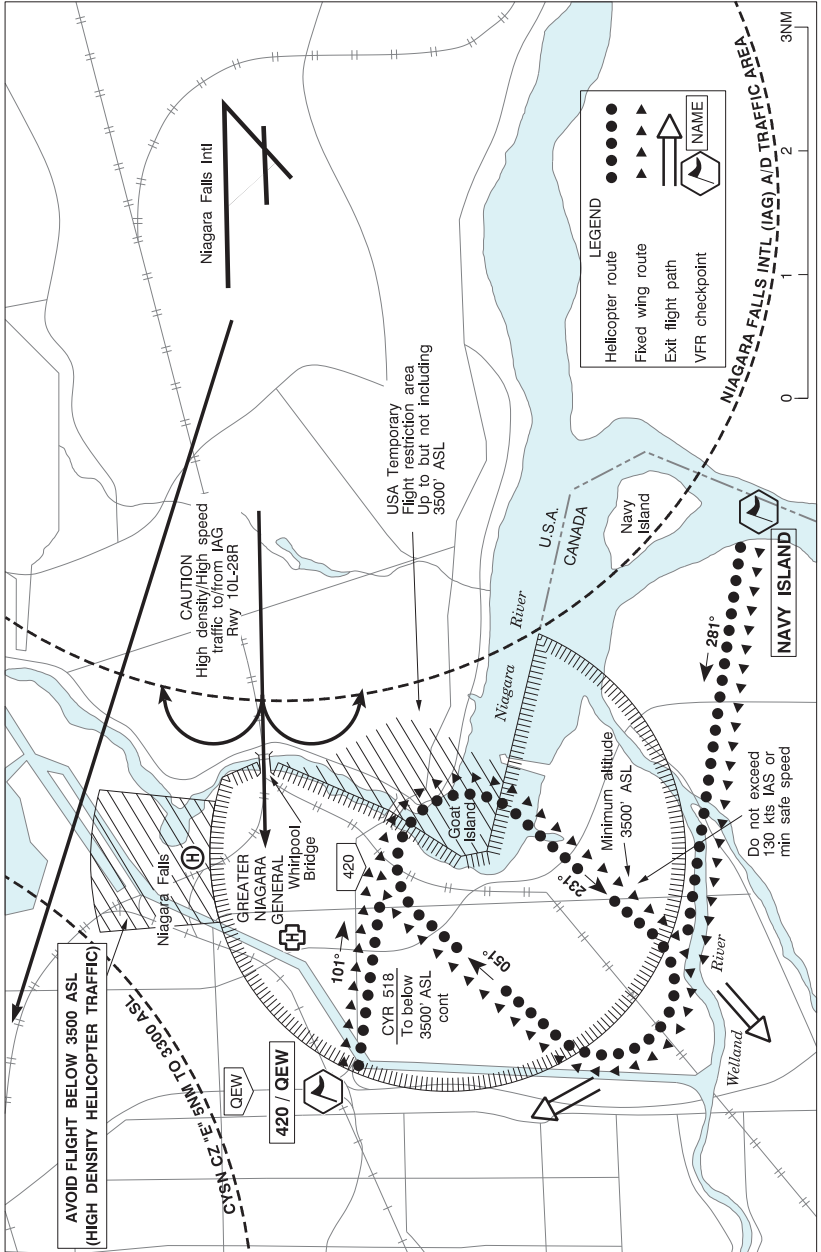 AVOID FLIGHT BELOW 3500 ASL
(HIGH DENSITY HELICOPTER TRAFFIC)
CYSN CZ "E" 5NM TO 3300 ASL
Niagara Falls
H
GREATER
NIAGARA
GENERAL
H
Whirlpool
Bridge
CAUTION
High density/High speed
traffic to/from IAG
Rwy 10L-28R
Niagara Falls Intl
QEW
420 / QEW
101°
420
CYR 518
To below
3500' ASL
cont
051°
231°
Goat
Island
USA Temporary
Flight restriction area
Up to but not including
3500' ASL
Niagara River
Minimum altitude
3500' ASL
Do not exceed
130 kts IAS or
min safe speed
Welland River
281°
U.S.A.
CANADA
Navy
Island
NAVY ISLAND
NIAGARA FALLS INTL (IAG) A/D TRAFFIC AREA
LEGEND
Helicopter route
Fixed wing route
Exit flight path
VFR checkpoint
NAME
0 1 2 3NM